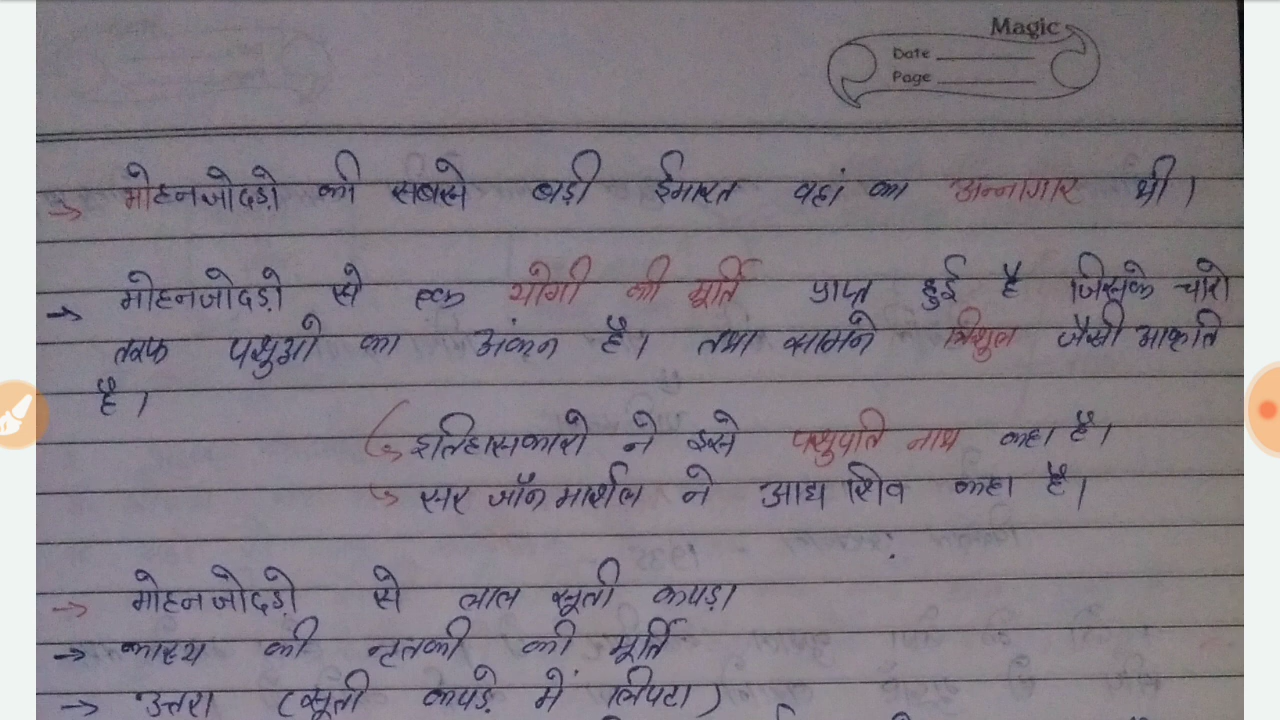 Magic
Date
Page
→ मोहनजोदड़ो की सबसे बड़ी ईमारत वहां का अन्नागार थी।
→ मोहनजोदड़ो से एक योगी की मूर्ति प्राप्त हुई है जिसके चारो
तरफ पशुओ का अंकन है। तथा सामने त्रिशुल जैसी आकृति
है।
↳ इतिहासकारो ने इसे पशुपति नाथ कहा है।
↳ सर जॉन मार्शल ने आद्य शिव कहा है।
→ मोहनजोदड़ो से लाल सूती कपड़ा
→ कास्य की नृतकी की मूर्ति
→ उत्तरा (सूती कपड़े में लिपटा)